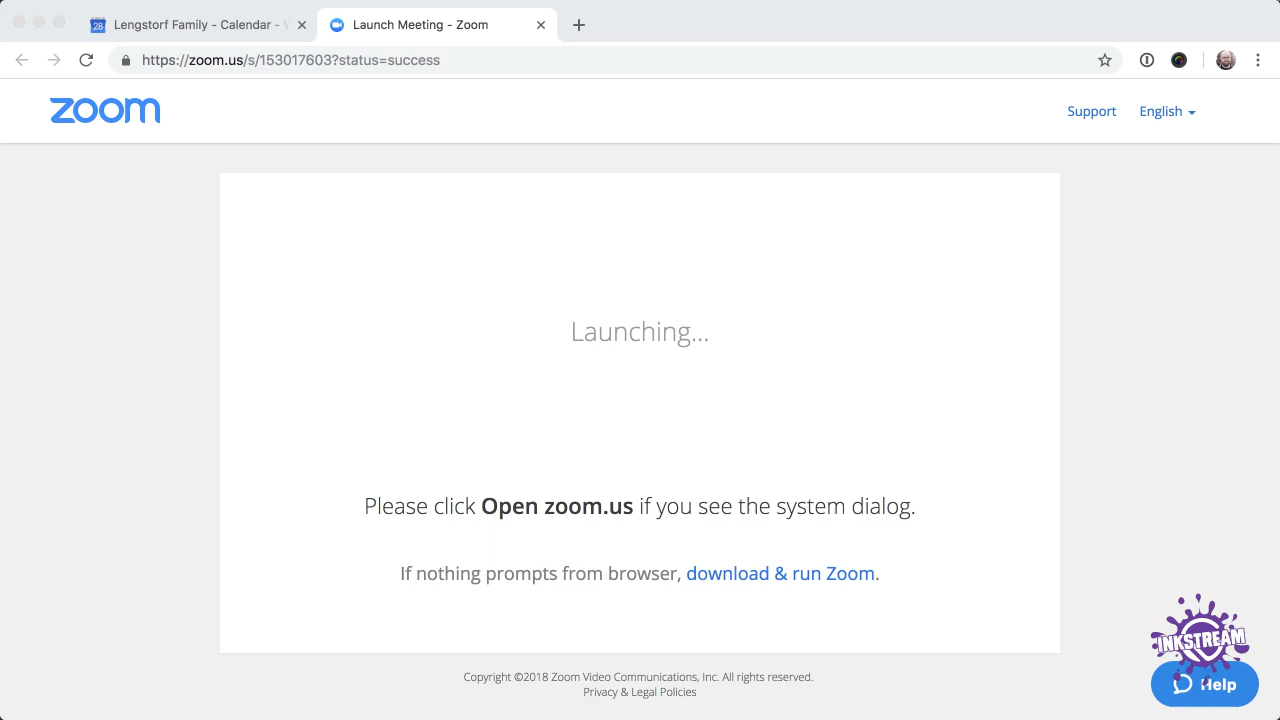 28
Lengstorf Family - Calendar -
Launch Meeting - Zoom
https://zoom.us/s/153017603?status=success
zoom
Support
English
Launching...
Please click Open zoom.us if you see the system dialog.
If nothing prompts from browser, download & run Zoom.
INKSTREAM
Help
Copyright ©2018 Zoom Video Communications, Inc. All rights reserved.
Privacy & Legal Policies